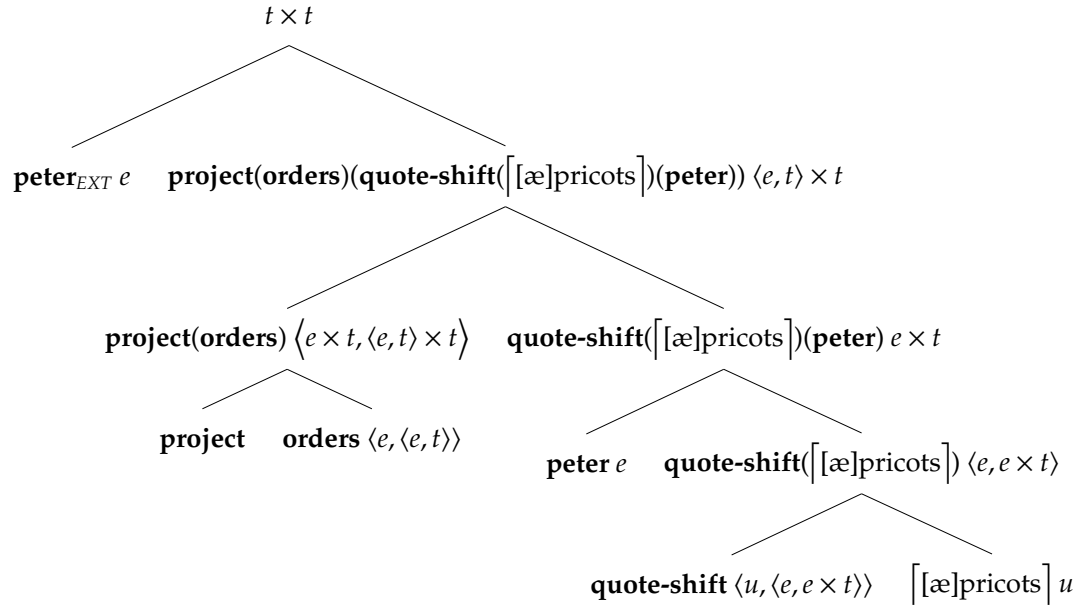 t × t
peter_EXT e project(orders)(quote-shift(⌈[æ]pricots⌉)(peter)) ⟨e, t⟩ × t
project(orders) ⟨e × t, ⟨e, t⟩ × t⟩ quote-shift(⌈[æ]pricots⌉)(peter) e × t
project orders ⟨e, ⟨e, t⟩⟩
peter e quote-shift(⌈[æ]pricots⌉) ⟨e, e × t⟩
quote-shift ⟨u, ⟨e, e × t⟩⟩ ⌈[æ]pricots⌉ u